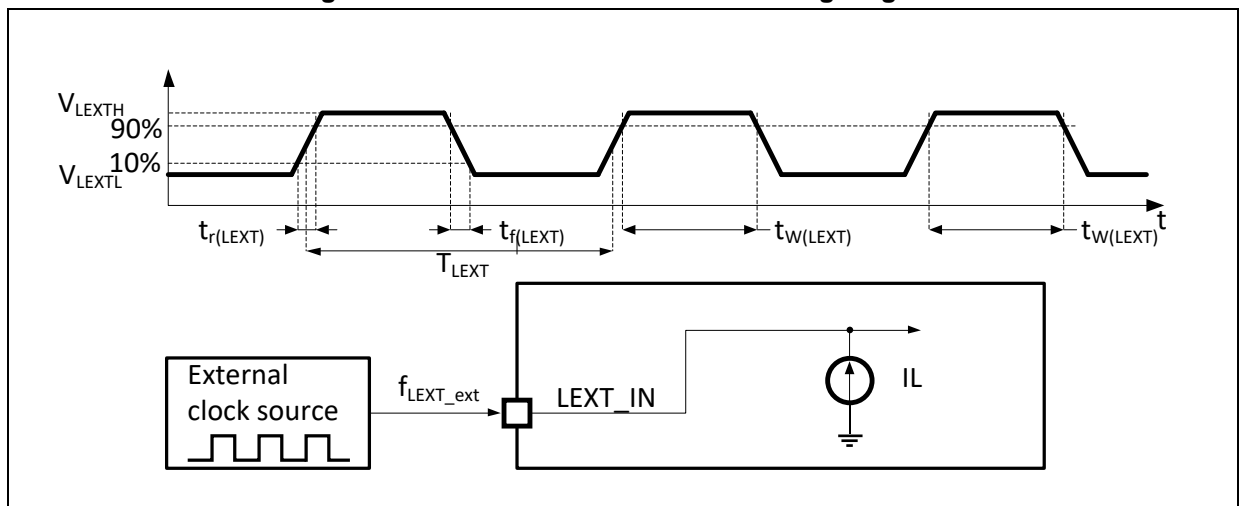 V_LEXTH
90%
10%
V_LEXTL
t
t_r(LEXT)
t_f(LEXT)
t_W(LEXT)
t_W(LEXT)
T_LEXT
External
clock source
f_LEXT_ext
LEXT_IN
IL